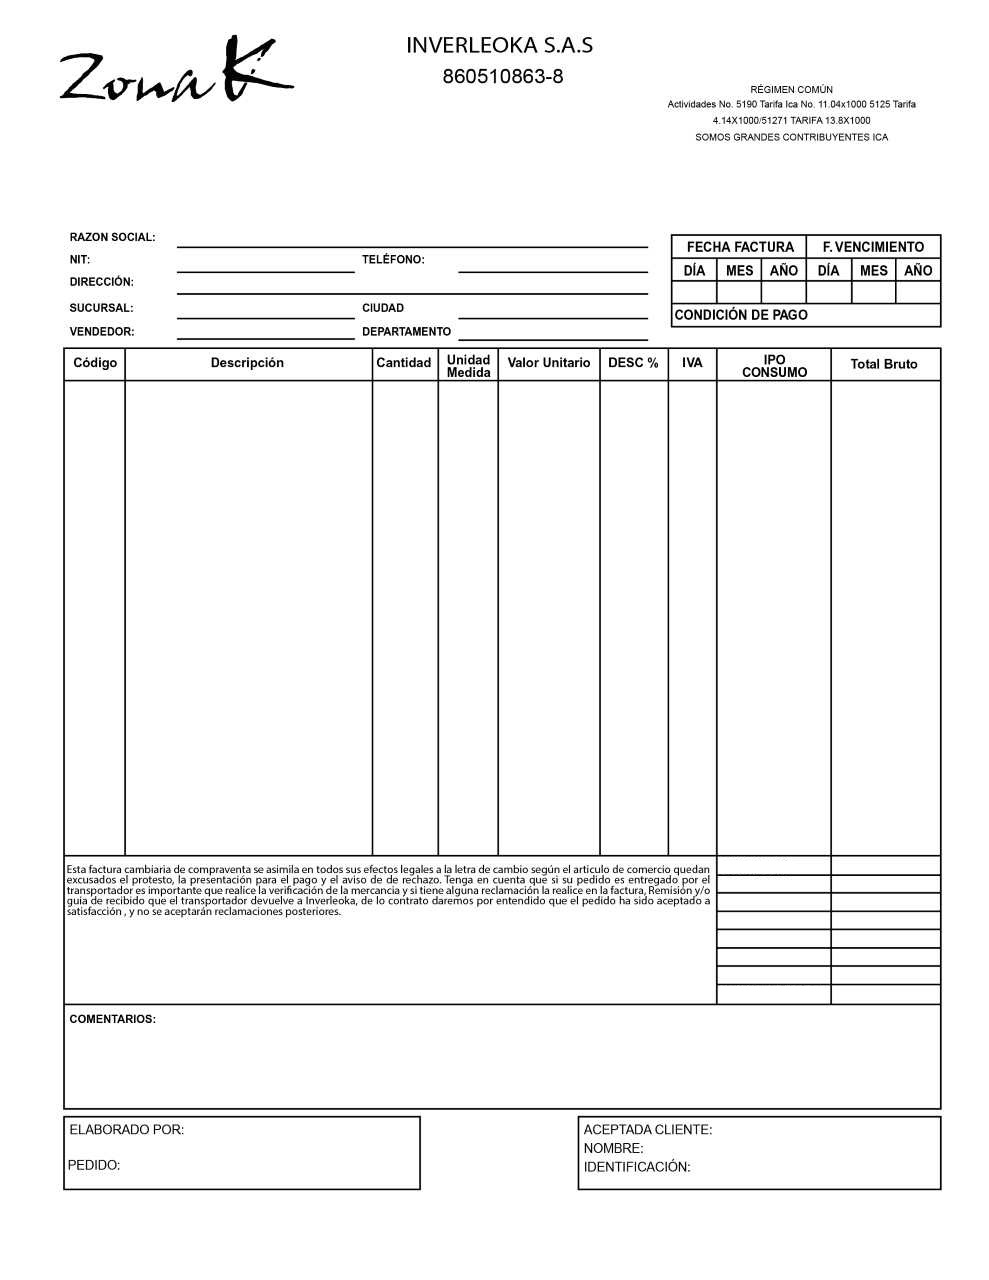 Zona K
INVERLEOKA S.A.S
860510863-8
RÉGIMEN COMÚN
Actividades No. 5190 Tarifa Ica No. 11.04x1000 5125 Tarifa
4.14X1000/51271 TARIFA 13.8X1000
SOMOS GRANDES CONTRIBUYENTES ICA
RAZON SOCIAL:
NIT: TELÉFONO:
DIRECCIÓN:
SUCURSAL: CIUDAD
VENDEDOR: DEPARTAMENTO
FECHA FACTURA F. VENCIMIENTO
DÍA MES AÑO DÍA MES AÑO
CONDICIÓN DE PAGO
Código Descripción Cantidad Unidad Medida Valor Unitario DESC % IVA IPO CONSUMO Total Bruto
Esta factura cambiaria de compraventa se asimila en todos sus efectos legales a la letra de cambio según el articulo de comercio quedan
excusados el protesto, la presentación para el pago y el aviso de de rechazo. Tenga en cuenta que si su pedido es entregado por el
transportador es importante que realice la verificación de la mercancia y si tiene alguna reclamación la realice en la factura, Remisión y/o
guia de recibido que el transportador devuelve a Inverleoka, de lo contrato daremos por entendido que el pedido ha sido aceptado a
satisfacción , y no se aceptarán reclamaciones posteriores.
COMENTARIOS:
ELABORADO POR:
PEDIDO:
ACEPTADA CLIENTE:
NOMBRE:
IDENTIFICACIÓN: